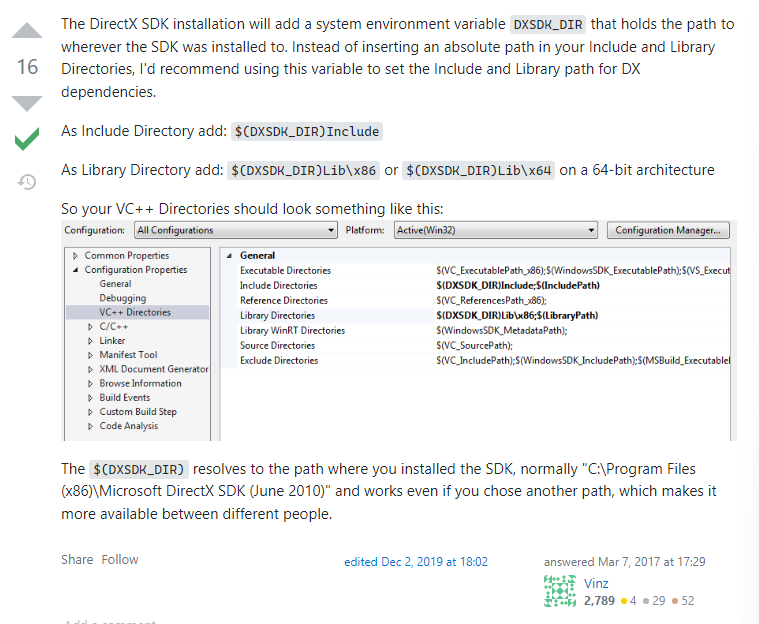 The DirectX SDK installation will add a system environment variable DXSDK_DIR that holds the path to
wherever the SDK was installed to. Instead of inserting an absolute path in your Include and Library
16
Directories, I'd recommend using this variable to set the Include and Library path for DX
dependencies.
As Include Directory add: $(DXSDK_DIR)Include
As Library Directory add: $(DXSDK_DIR)Lib\x86 or $(DXSDK_DIR)Lib\x64 on a 64-bit architecture
So your VC++ Directories should look something like this:
Configuration: All Configurations Platform: Active(Win32) Configuration Manager...
Common Properties
Configuration Properties
General
Debugging
VC++ Directories
C/C++
Linker
Manifest Tool
XML Document Generator
Browse Information
Build Events
Custom Build Step
Code Analysis
General
Executable Directories $(VC_ExecutablePath_x86);$(WindowsSDK_ExecutablePath);$(VS_Execut
Include Directories $(DXSDK_DIR)Include;$(IncludePath)
Reference Directories $(VC_ReferencesPath_x86);
Library Directories $(DXSDK_DIR)Lib\x86;$(LibraryPath)
Library WinRT Directories $(WindowsSDK_MetadataPath);
Source Directories $(VC_SourcePath);
Exclude Directories $(VC_IncludePath);$(WindowsSDK_IncludePath);$(MSBuild_Executabl
The $(DXSDK_DIR) resolves to the path where you installed the SDK, normally "C:\Program Files
(x86)\Microsoft DirectX SDK (June 2010)" and works even if you chose another path, which makes it
more available between different people.
Share Follow
edited Dec 2, 2019 at 18:02
answered Mar 7, 2017 at 17:29
Vinz
2,789 4 29 52
Add a comment